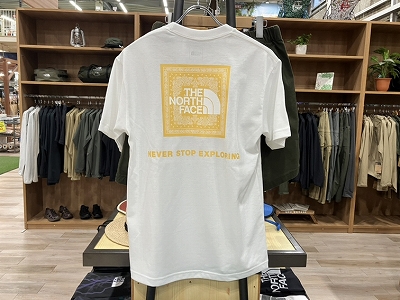 THE
NORTH
FACE
NEVER STOP EXPLORING